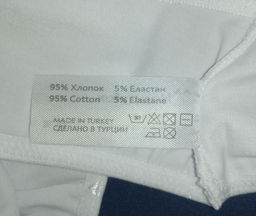 95% Хлопок 5% Еластан
95% Cotton 5% Elastane
MADE IN TURKEY
СДЕЛАНО В ТУРЦИИ